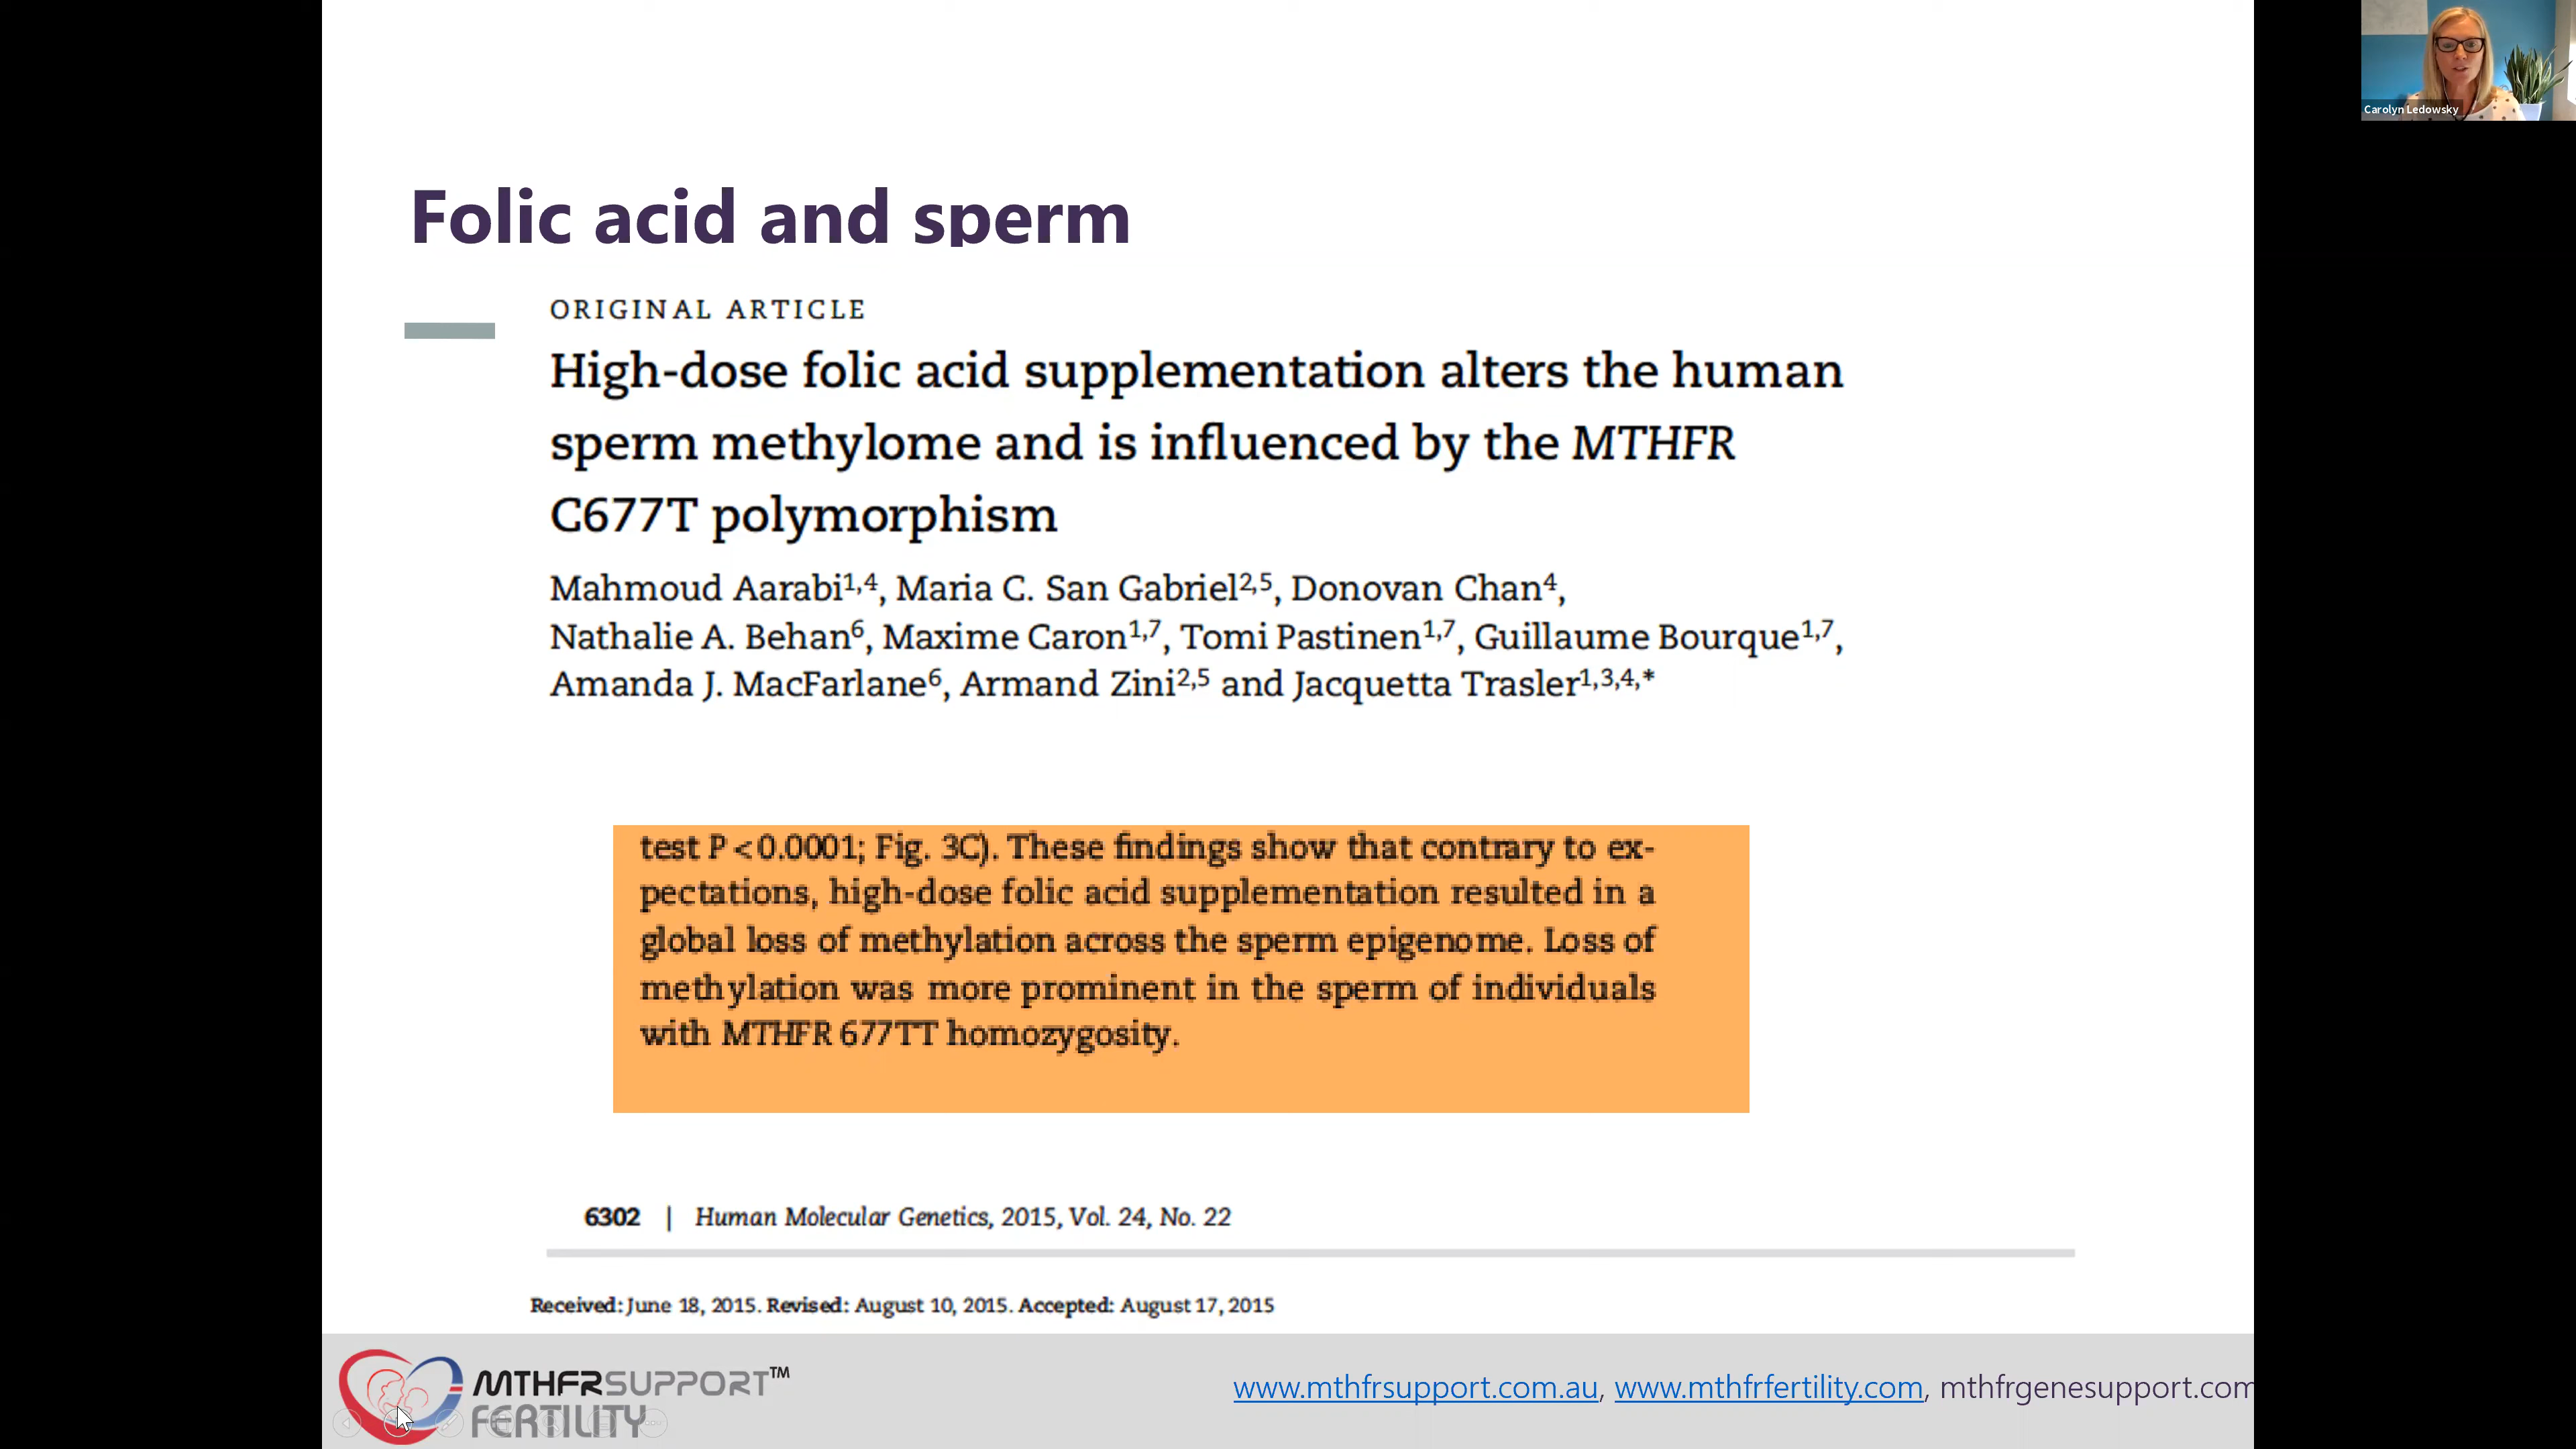 Carolyn Ledowsky
Folic acid and sperm
ORIGINAL ARTICLE
High-dose folic acid supplementation alters the human
sperm methylome and is influenced by the MTHFR
C677T polymorphism
Mahmoud Aarabi1,4, Maria C. San Gabriel2,5, Donovan Chan4,
Nathalie A. Behan6, Maxime Caron1,7, Tomi Pastinen1,7, Guillaume Bourque1,7,
Amanda J. MacFarlane6, Armand Zini2,5 and Jacquetta Trasler1,3,4,*
test P<0.0001; Fig. 3C). These findings show that contrary to ex-
pectations, high-dose folic acid supplementation resulted in a
global loss of methylation across the sperm epigenome. Loss of
methylation was more prominent in the sperm of individuals
with MTHFR 677TT homozygosity.
6302 | Human Molecular Genetics, 2015, Vol. 24, No. 22
Received: June 18, 2015. Revised: August 10, 2015. Accepted: August 17, 2015
MTHFRSUPPORT™
FERTILITY
www.mthfrsupport.com.au, www.mthfrfertility.com, mthfrgenesupport.com